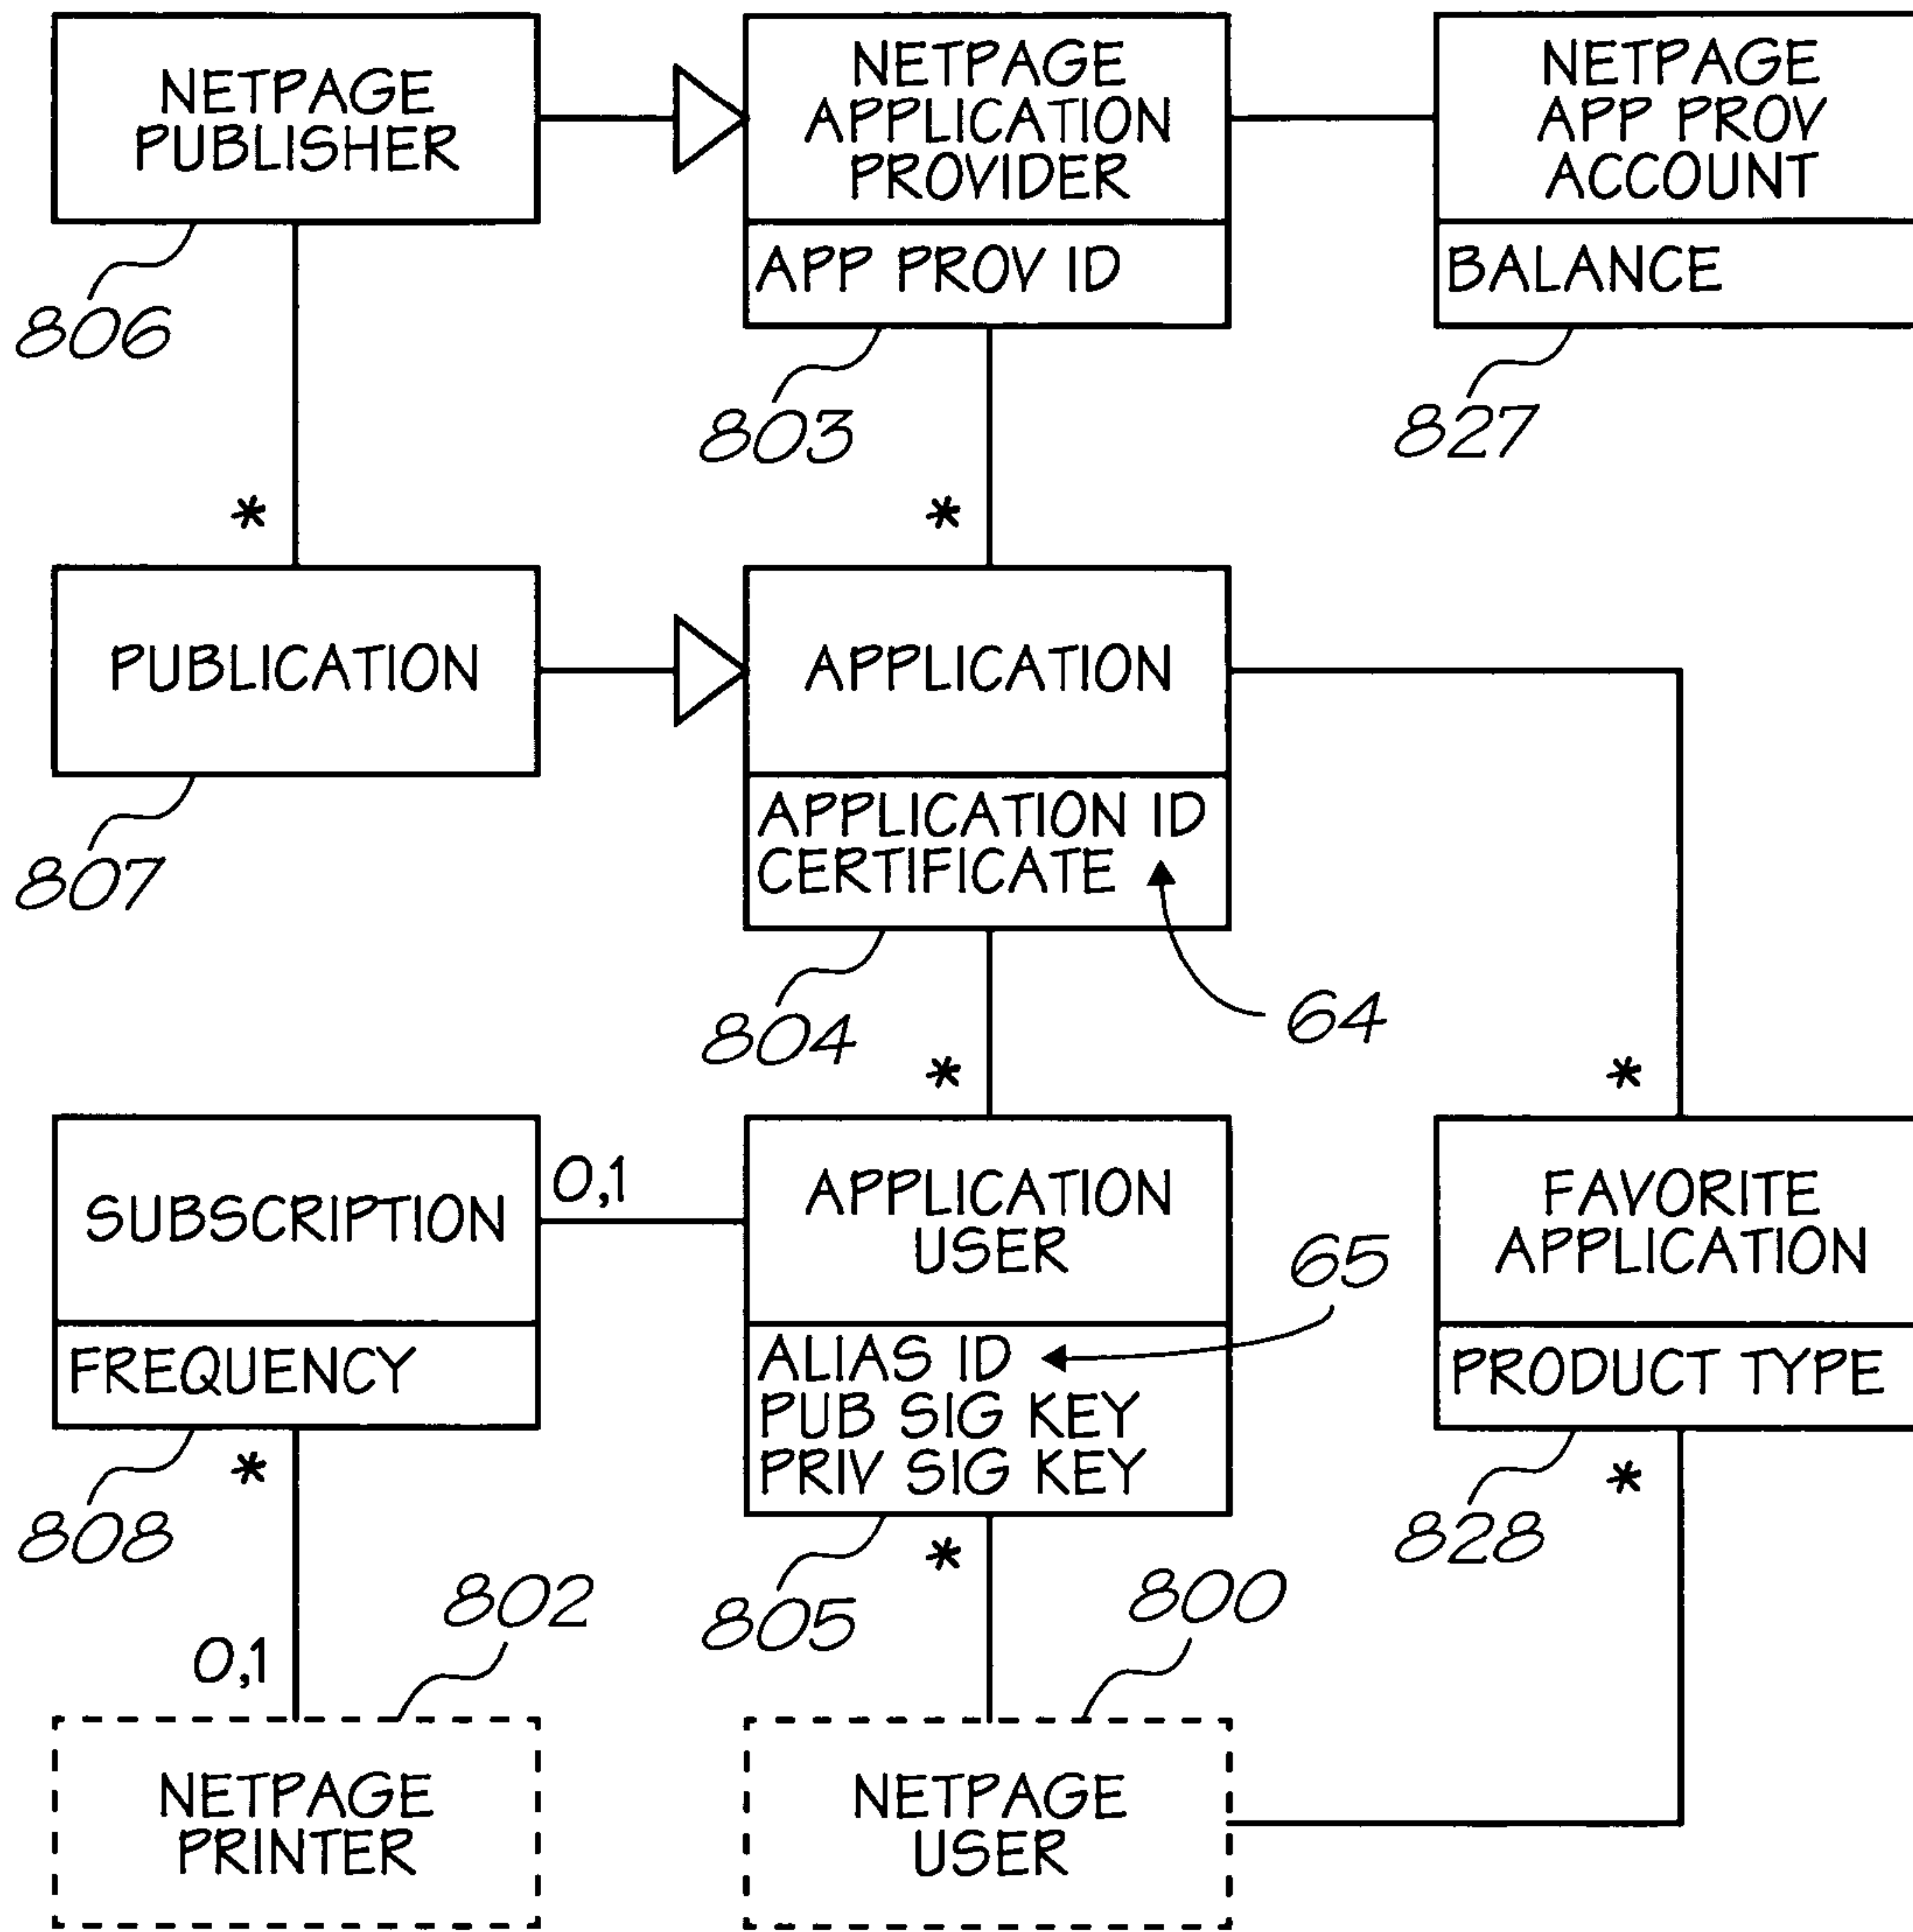 NETPAGE
PUBLISHER
NETPAGE
APPLICATION
PROVIDER
APP PROV ID
NETPAGE
APP PROV
ACCOUNT
BALANCE
806
803
827
*
*
PUBLICATION
APPLICATION
APPLICATION ID
CERTIFICATE
807
804
64
*
*
SUBSCRIPTION
FREQUENCY
0,1
APPLICATION
USER
ALIAS ID
PUB SIG KEY
PRIV SIG KEY
65
FAVORITE
APPLICATION
PRODUCT TYPE
808
*
802
0,1
805
*
800
828
*
NETPAGE
PRINTER
NETPAGE
USER